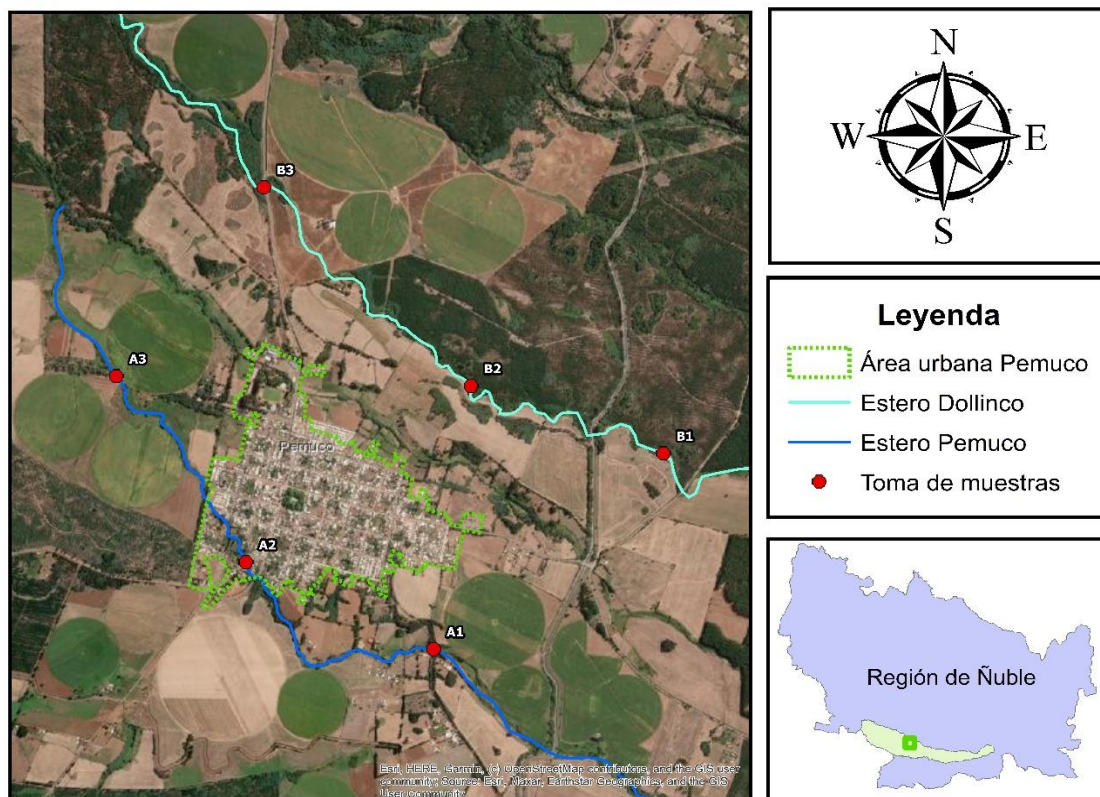 B3
A3
B2
Pemuco
B1
A2
A1
Esri, HERE, Garmin, (c) OpenStreetMap contributors, and the GIS user
community, Source: Esri, Maxar, Earthstar Geographics, and the GIS
User Community
N
W
E
S
Leyenda
Área urbana Pemuco
Estero Dollinco
Estero Pemuco
Toma de muestras
Región de Ñuble